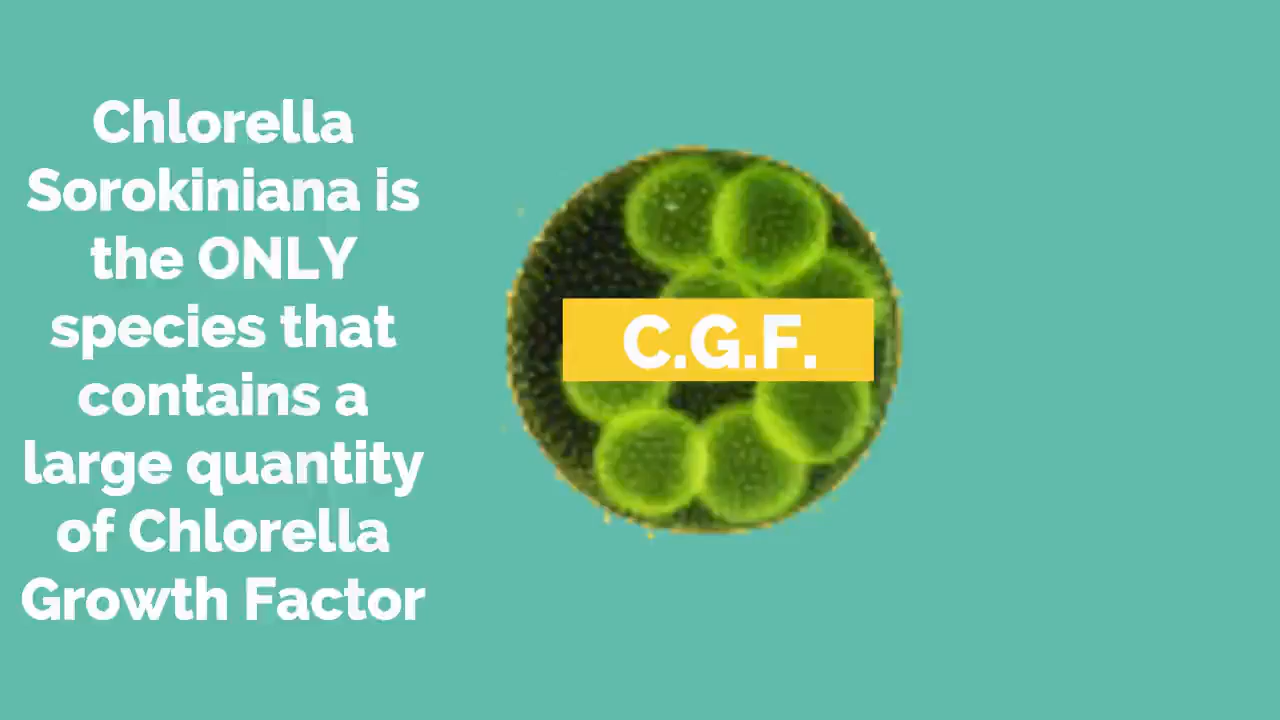 Chlorella
Sorokiniana is
the ONLY
species that
contains a
large quantity
of Chlorella
Growth Factor
C.G.F.